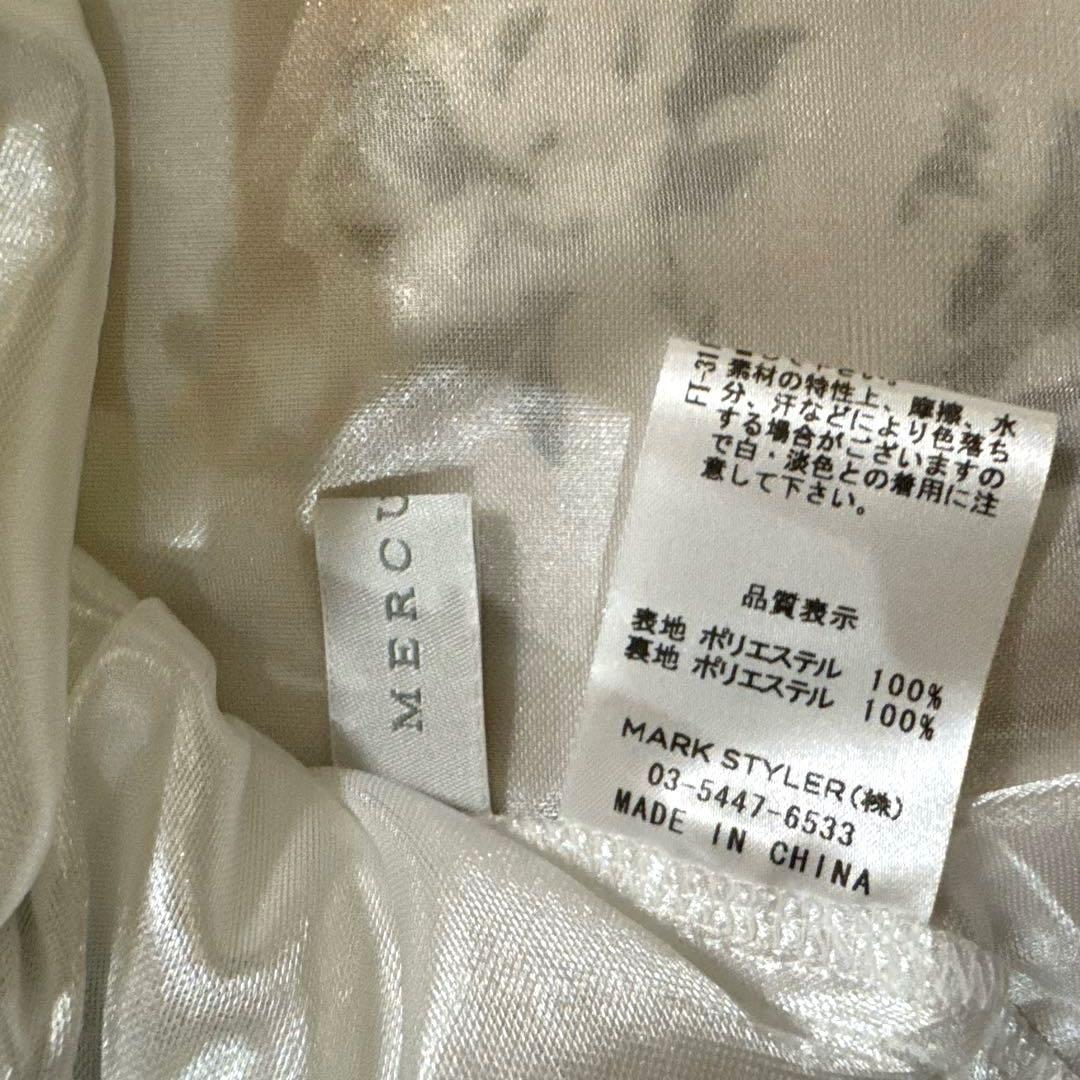 MERCU
FT-31
素材の特性上、摩擦、水
分、汗などにより色落ち
する場合がございますの
で白・淡色との着用に注
意して下さい。
品質表示
表地 ポリエステル 100%
裏地 ポリエステル 100%
MARK STYLER(株)
03-5447-6533
MADE IN CHINA